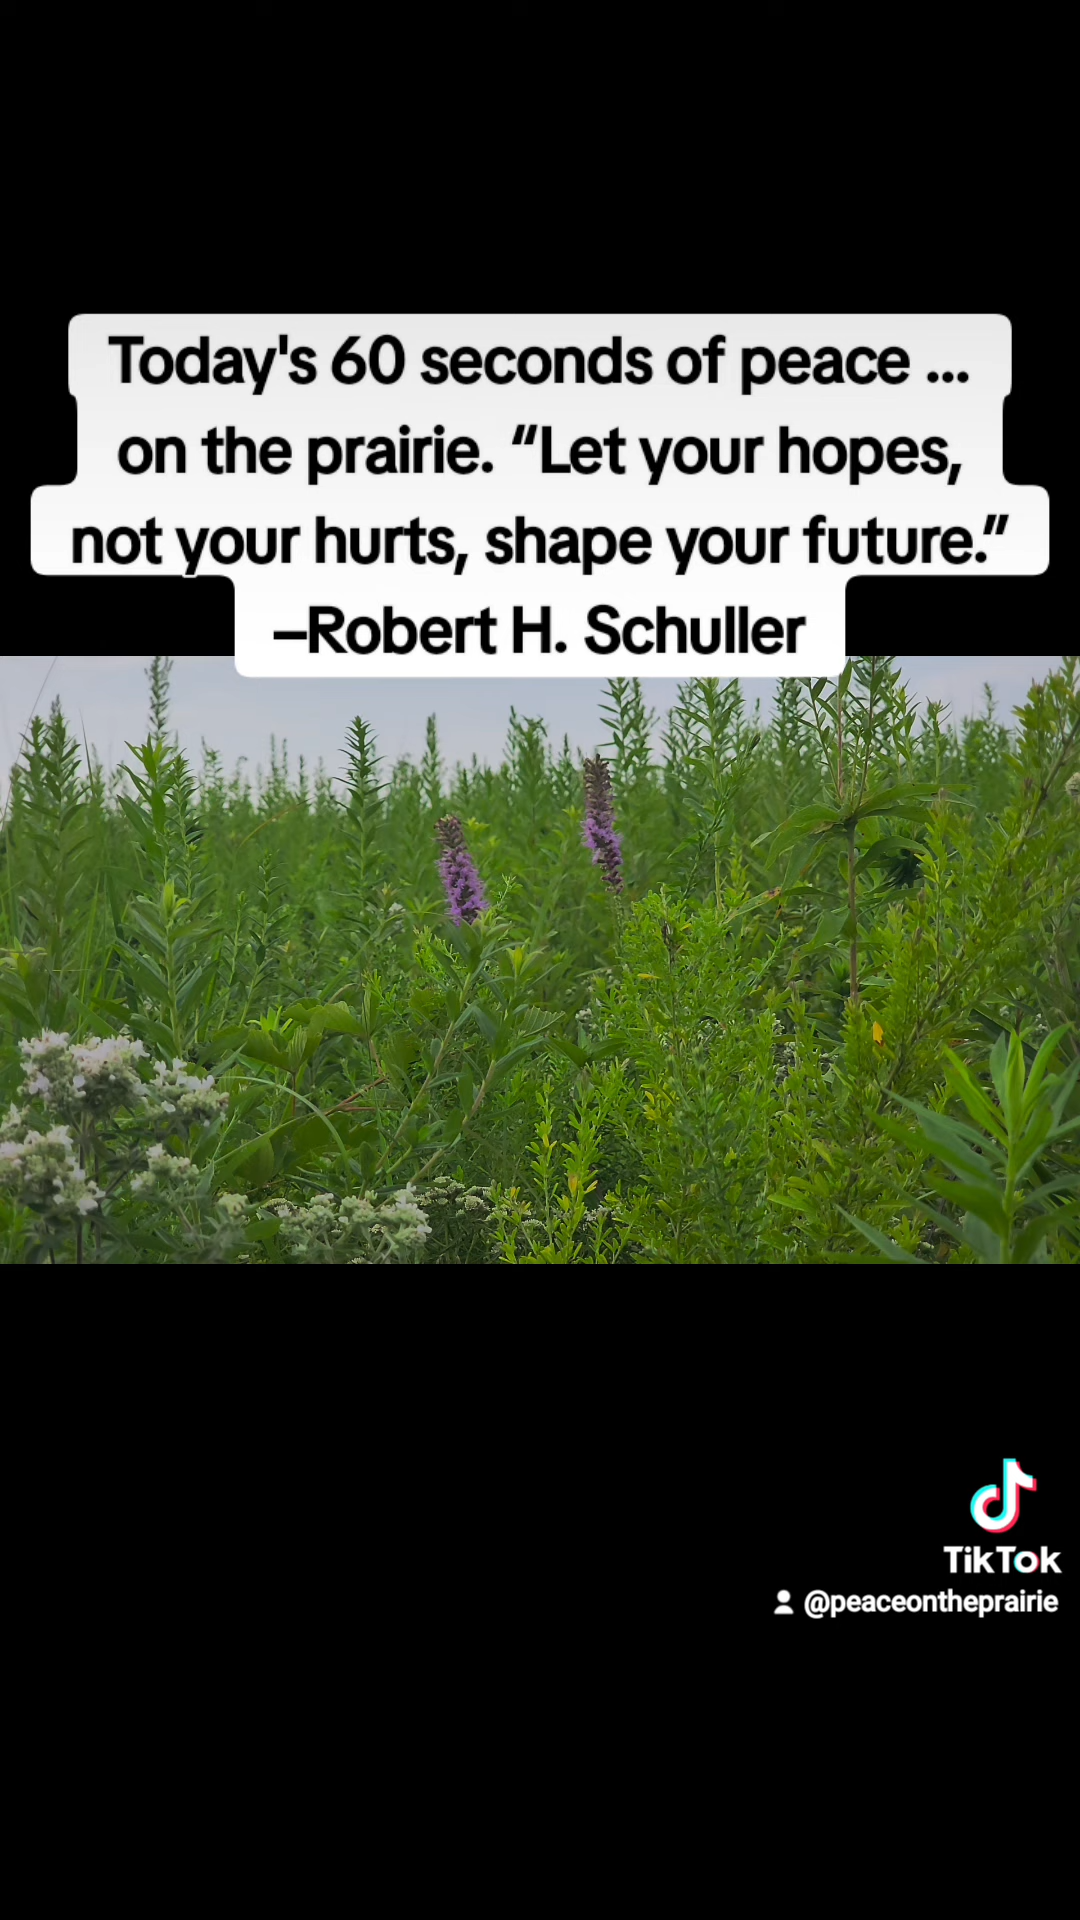 Today's 60 seconds of peace ...
on the prairie. “Let your hopes,
not your hurts, shape your future.”
–Robert H. Schuller
TikTok
@peaceontheprairie